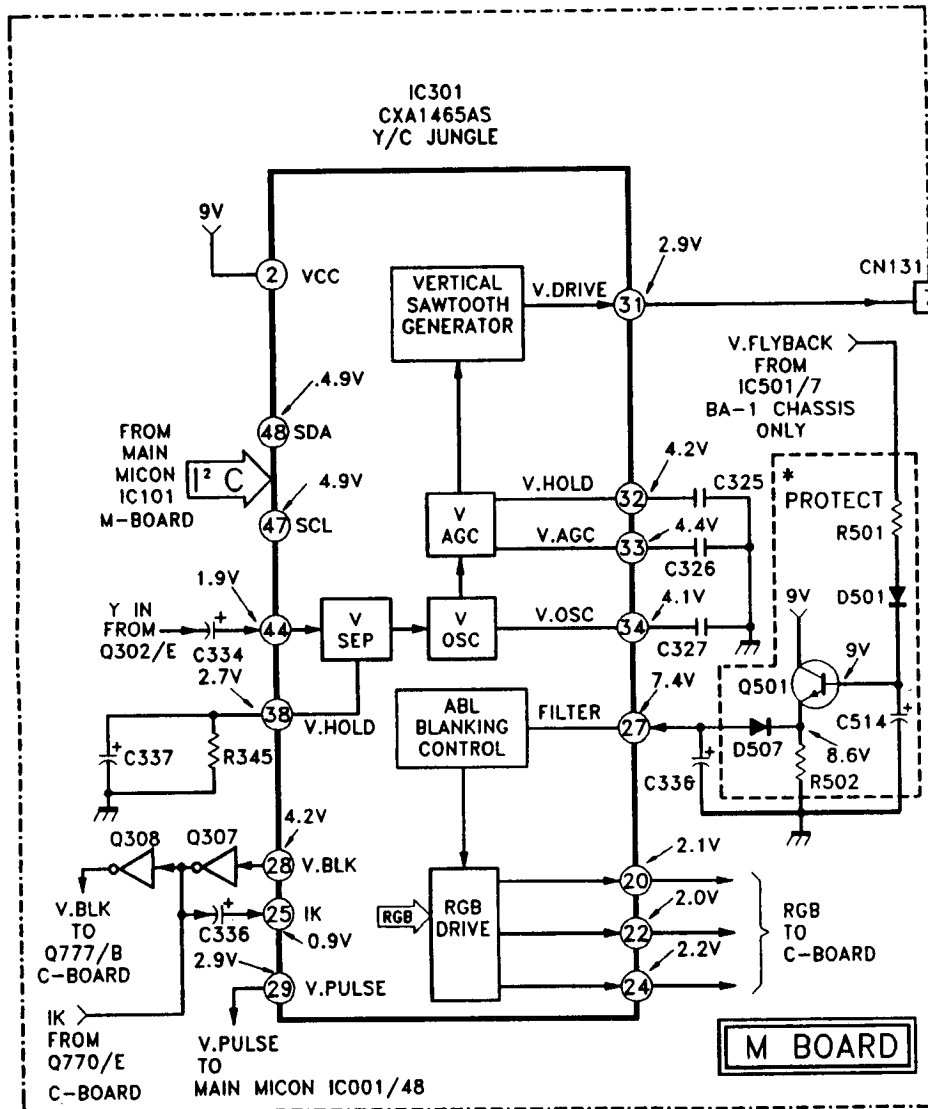 IC301
CXA1465AS
Y/C JUNGLE
9V
2 VCC
VERTICAL
SAWTOOTH
GENERATOR
V.DRIVE
31
2.9V
CN131
V.FLYBACK
FROM
IC501/7
BA-1 CHASSIS
ONLY
.4.9V
48 SDA
FROM
MAIN
MICON
IC101
M-BOARD
I² C
4.9V
47 SCL
V
AGC
V.HOLD
32
4.2V
C325
V.AGC
33
4.4V
C326
*
PROTECT
R501
D501
1.9V
Y IN
FROM
Q302/E
C334
+
44
V
SEP
V
OSC
V.OSC
34
4.1V
C327
9V
Q501
9V
C514
+
2.7V
38
V.HOLD
+
C337
R345
ABL
BLANKING
CONTROL
FILTER
27
7.4V
D507
8.6V
R502
+
C336
4.2V
Q308
Q307
28 V.BLK
V.BLK
TO
Q777/B
C-BOARD
+
C336
25 IK
0.9V
RGB
RGB
DRIVE
20
2.1V
22
2.0V
24
2.2V
RGB
TO
C-BOARD
2.9V
29 V.PULSE
IK
FROM
Q770/E
C-BOARD
V.PULSE
TO
MAIN MICON IC001/48
M BOARD